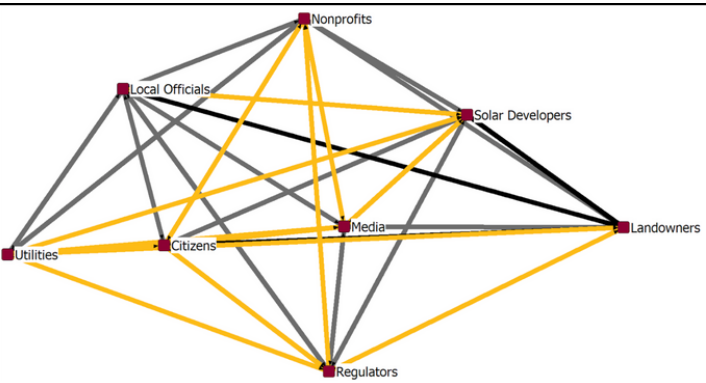 Nonprofits
Local Officials
Solar Developers
Media
Landowners
Citizens
Utilities
Regulators